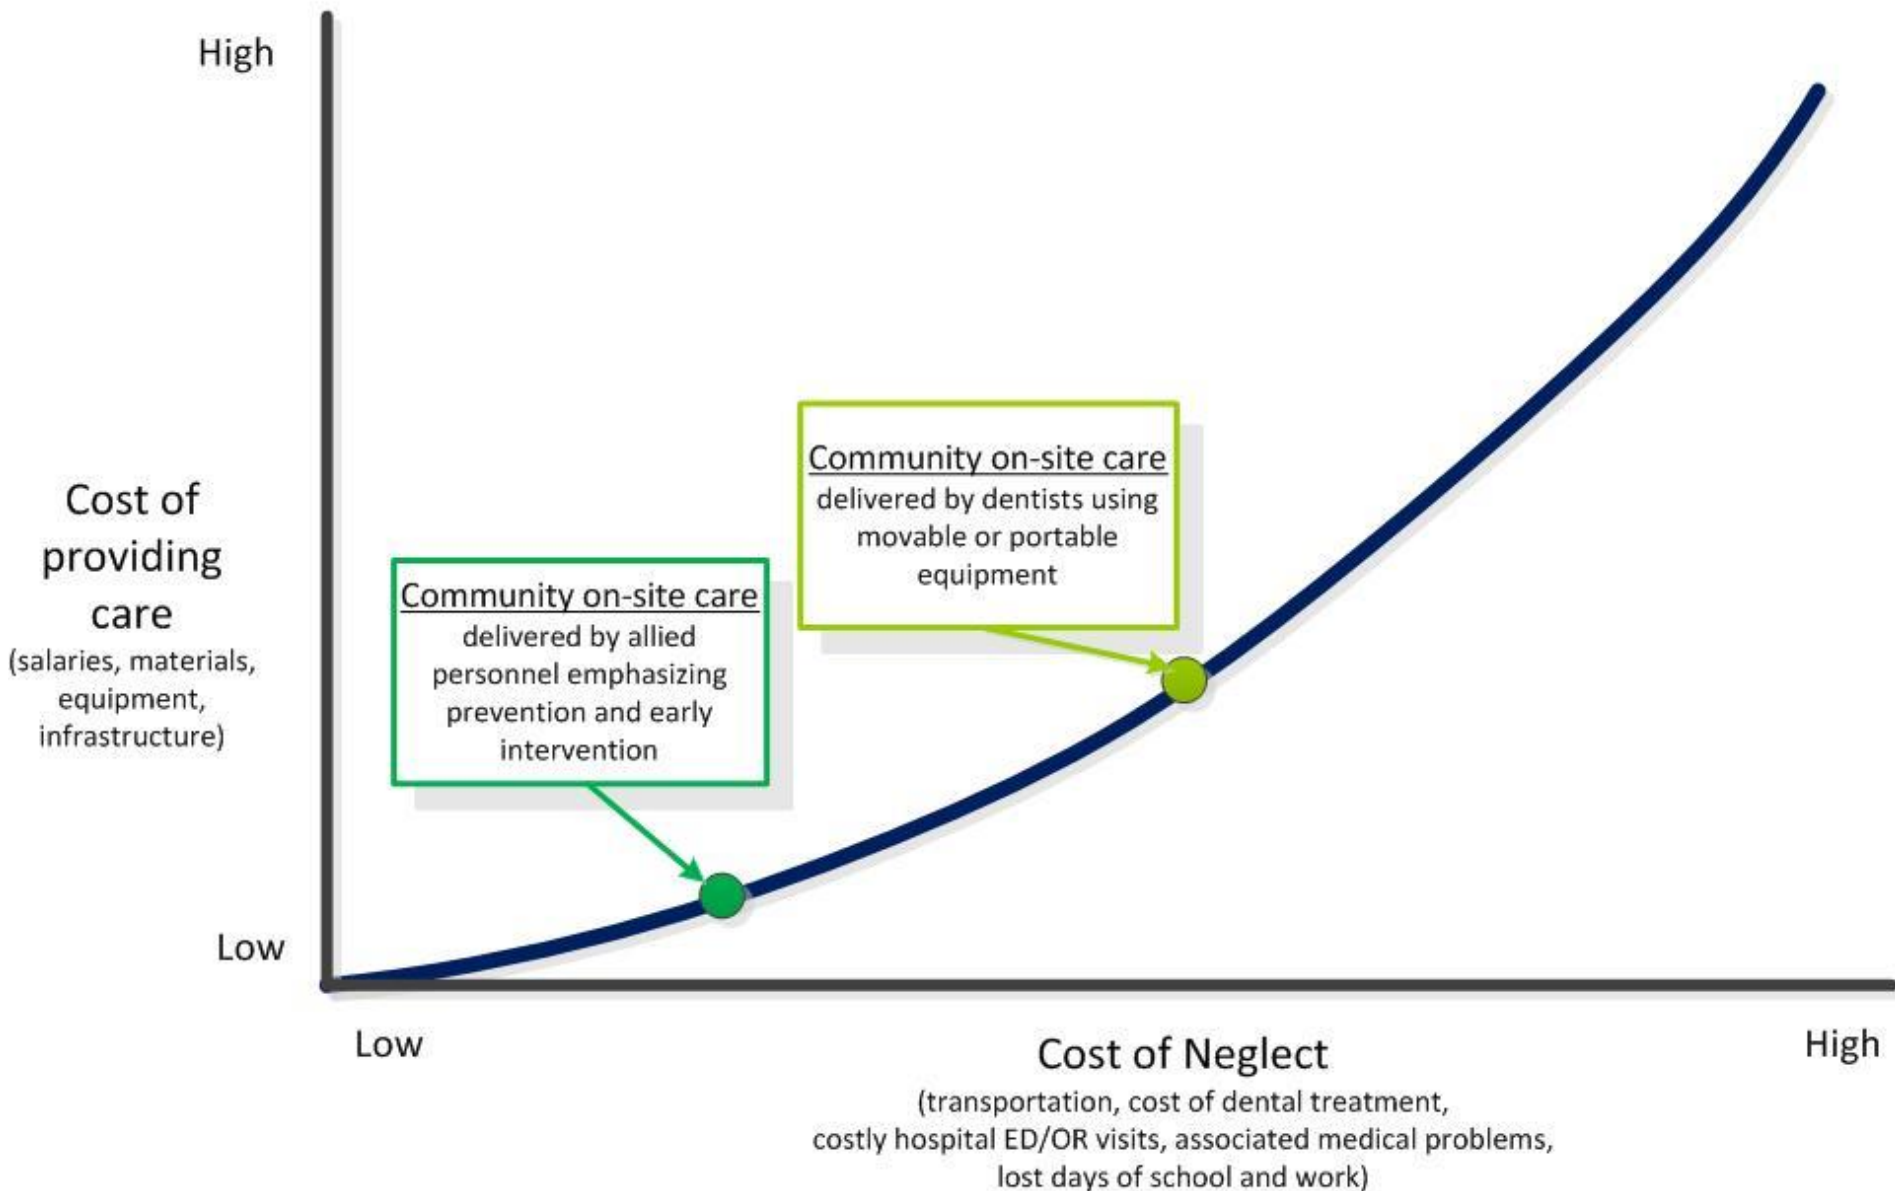 High
Cost of
providing
care
(salaries, materials,
equipment,
infrastructure)
Low
Community on-site care
delivered by allied
personnel emphasizing
prevention and early
intervention
Community on-site care
delivered by dentists using
movable or portable
equipment
Low
Cost of Neglect
(transportation, cost of dental treatment,
costly hospital ED/OR visits, associated medical problems,
lost days of school and work)
High